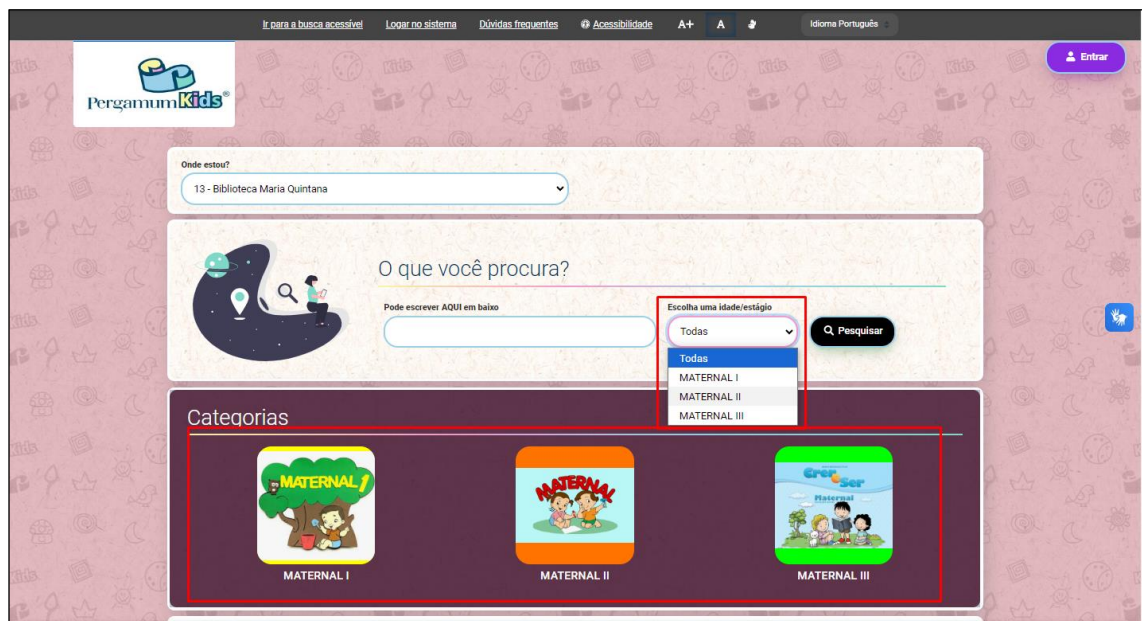 Ir para a busca acessível Logar no sistema Dúvidas frequentes Acessibilidade A+ A Idioma Português
Entrar
PergamumKids®
Onde estou?
13 - Biblioteca Maria Quintana
O que você procura?
Pode escrever AQUI em baixo
Escolha uma idade/estágio
Todas
Pesquisar
Todas
MATERNAL I
MATERNAL II
MATERNAL III
Categorias
MATERNAL 1
MATERNAL
Crer e Ser
Maternal
MATERNAL I
MATERNAL II
MATERNAL III